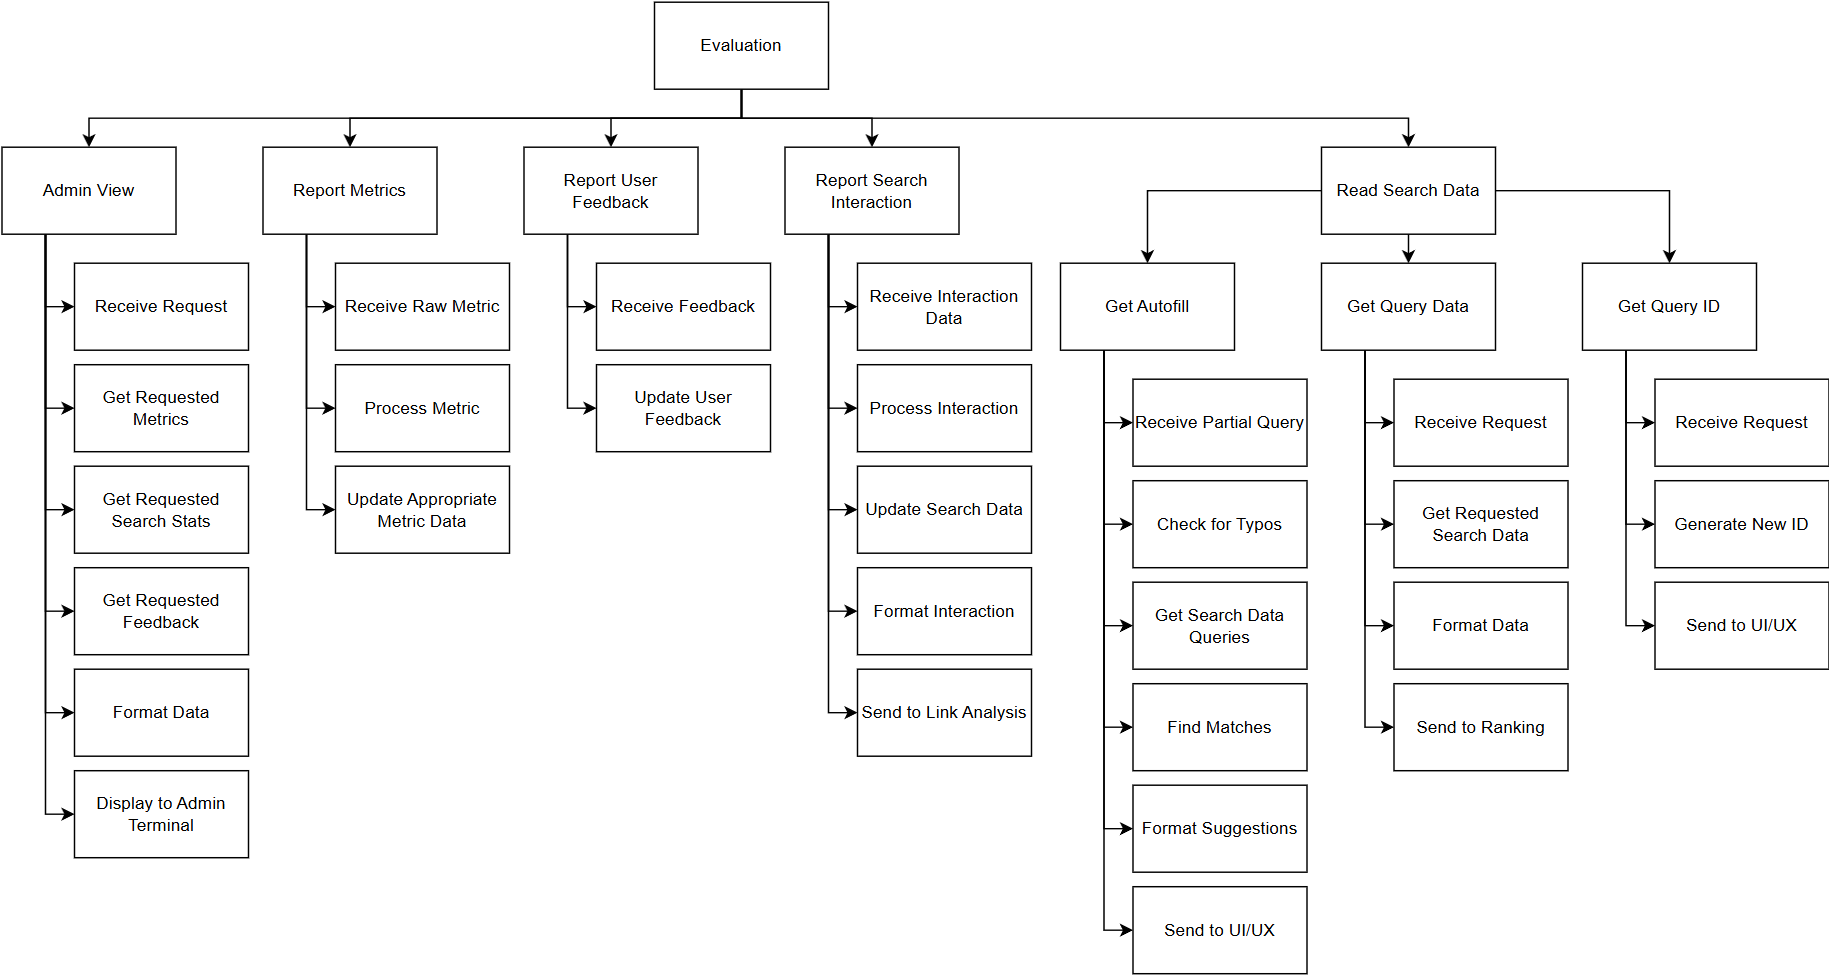 Evaluation
Admin View
Report Metrics
Report User
Feedback
Report Search
Interaction
Read Search Data
Receive Request
Get Requested
Metrics
Get Requested
Search Stats
Get Requested
Feedback
Format Data
Display to Admin
Terminal
Receive Raw Metric
Process Metric
Update Appropriate
Metric Data
Receive Feedback
Update User
Feedback
Receive Interaction
Data
Process Interaction
Update Search Data
Format Interaction
Send to Link Analysis
Get Autofill
Receive Partial Query
Check for Typos
Get Search Data
Queries
Find Matches
Format Suggestions
Send to UI/UX
Get Query Data
Receive Request
Get Requested
Search Data
Format Data
Send to Ranking
Get Query ID
Receive Request
Generate New ID
Send to UI/UX